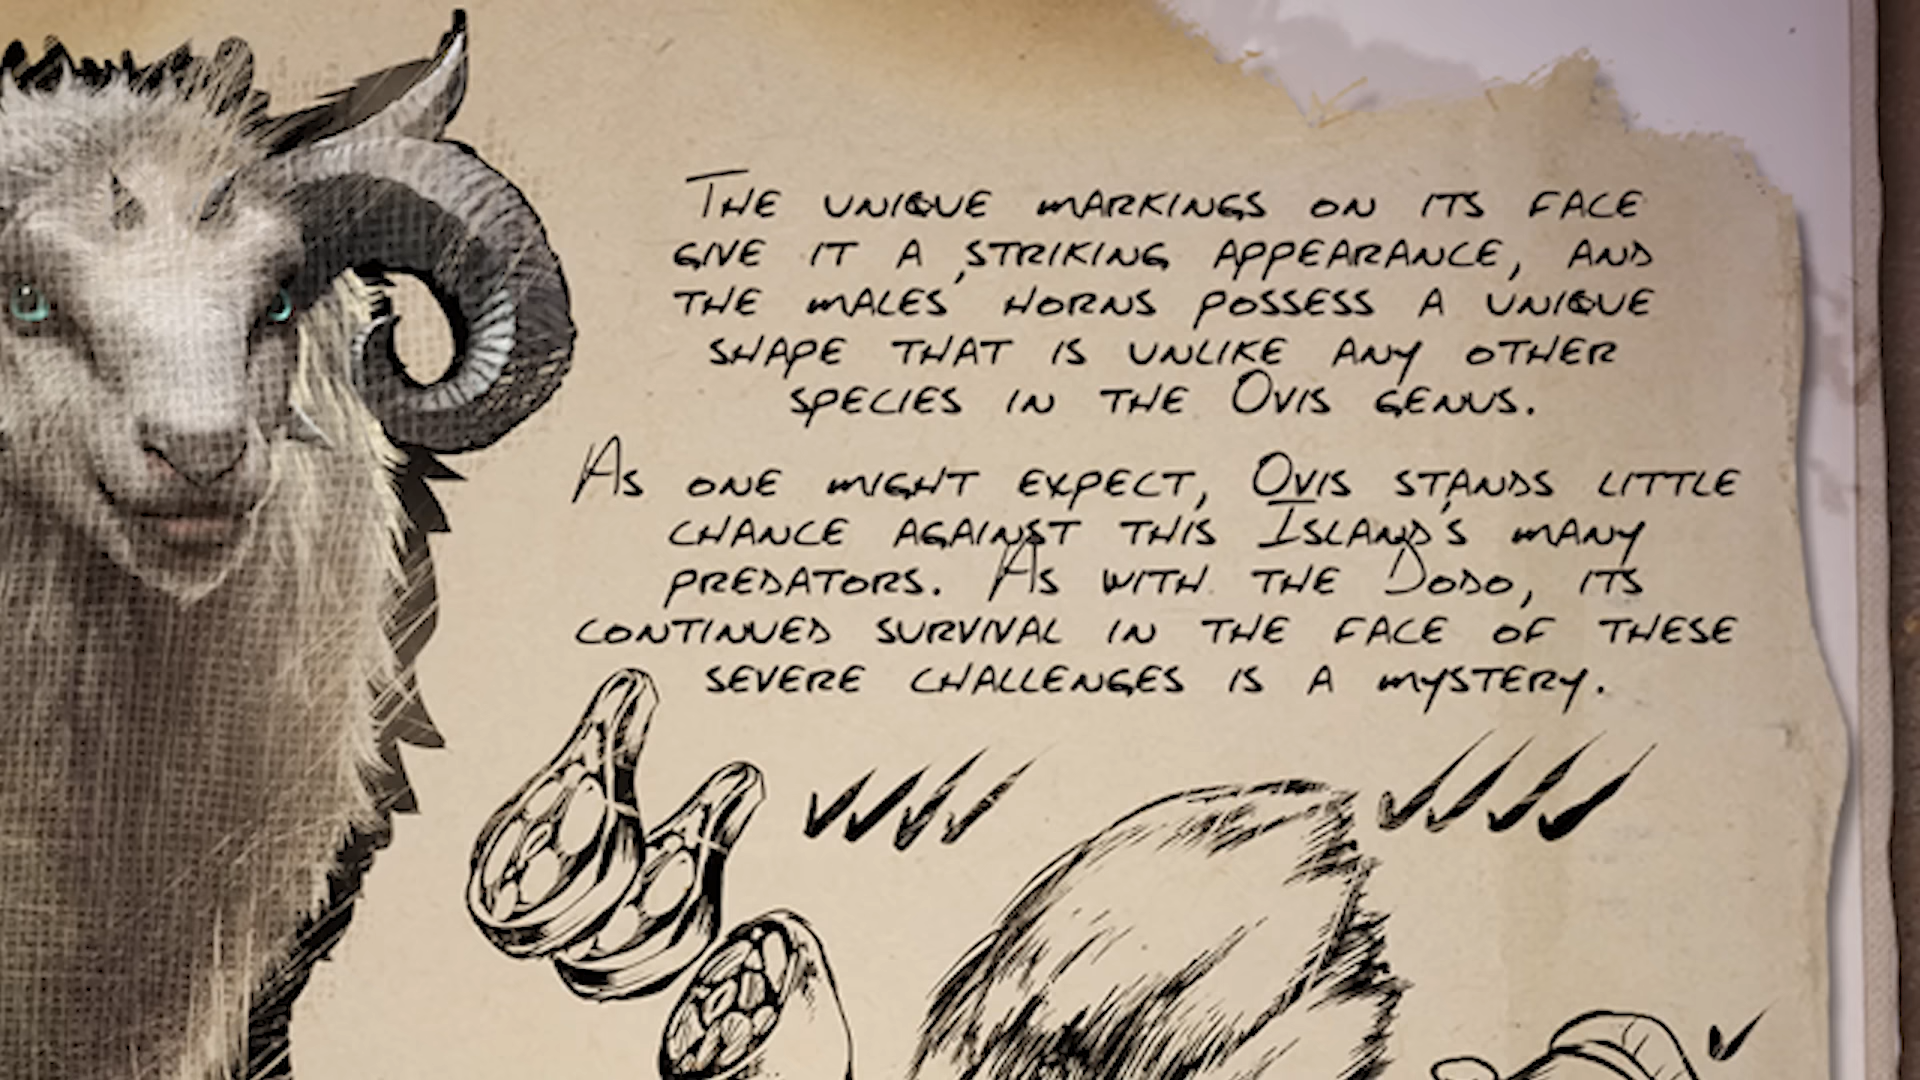 The unique markings on its face
give it a striking appearance, and
the males' horns possess a unique
shape that is unlike any other
species in the Ovis genus.
As one might expect, Ovis stands little
chance against this Island's many
predators. As with the Dodo, its
continued survival in the face of these
severe challenges is a mystery.